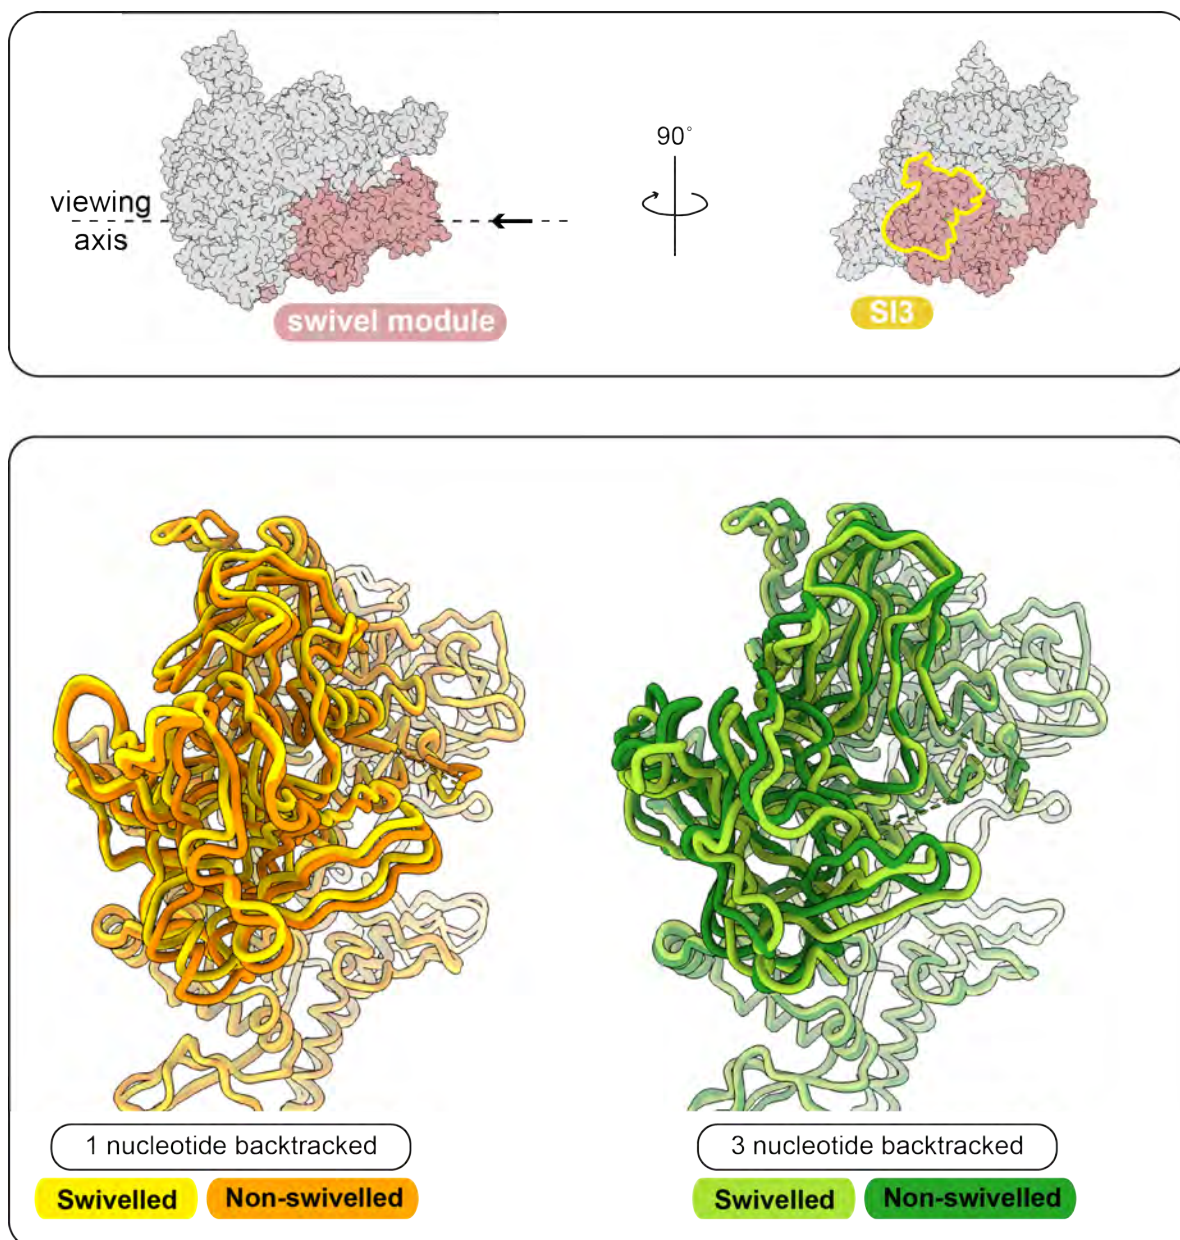 viewing
axis
90°
swivel module
SI3
1 nucleotide backtracked
3 nucleotide backtracked
Swivelled
Non-swivelled
Swivelled
Non-swivelled